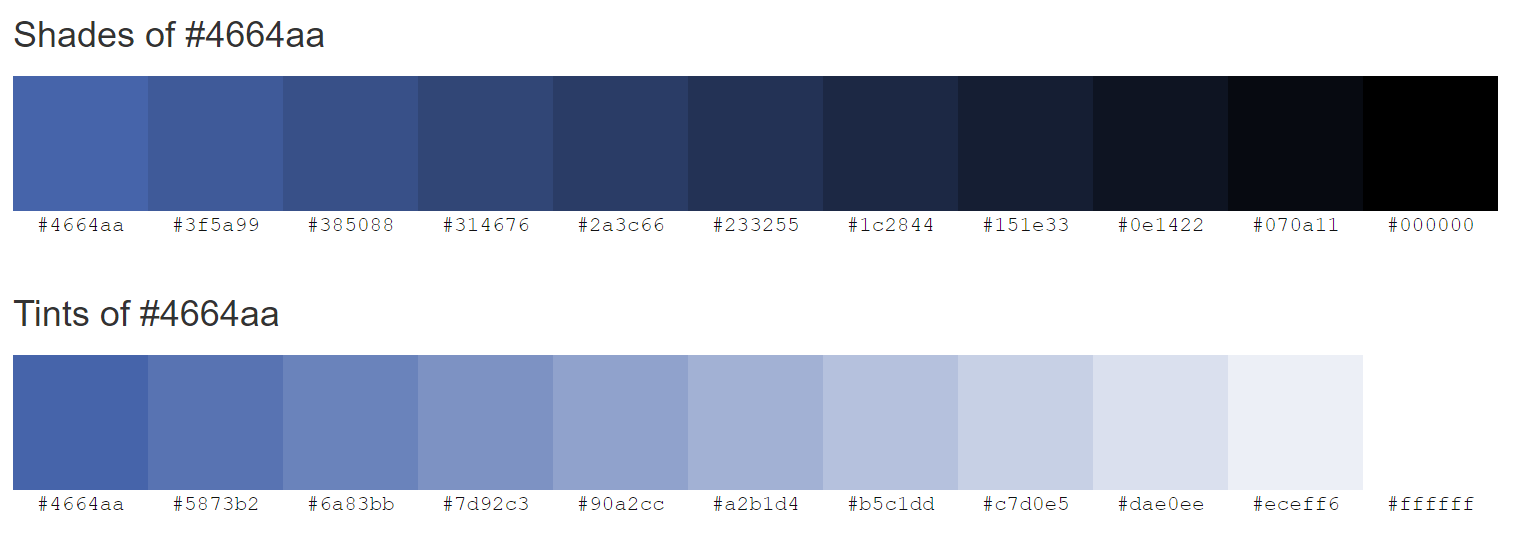 Shades of #4664aa
#4664aa #3f5a99 #385088 #314676 #2a3c66 #233255 #1c2844 #151e33 #0e1422 #070a11 #000000
Tints of #4664aa
#4664aa #5873b2 #6a83bb #7d92c3 #90a2cc #a2b1d4 #b5c1dd #c7d0e5 #dae0ee #eceff6 #ffffff